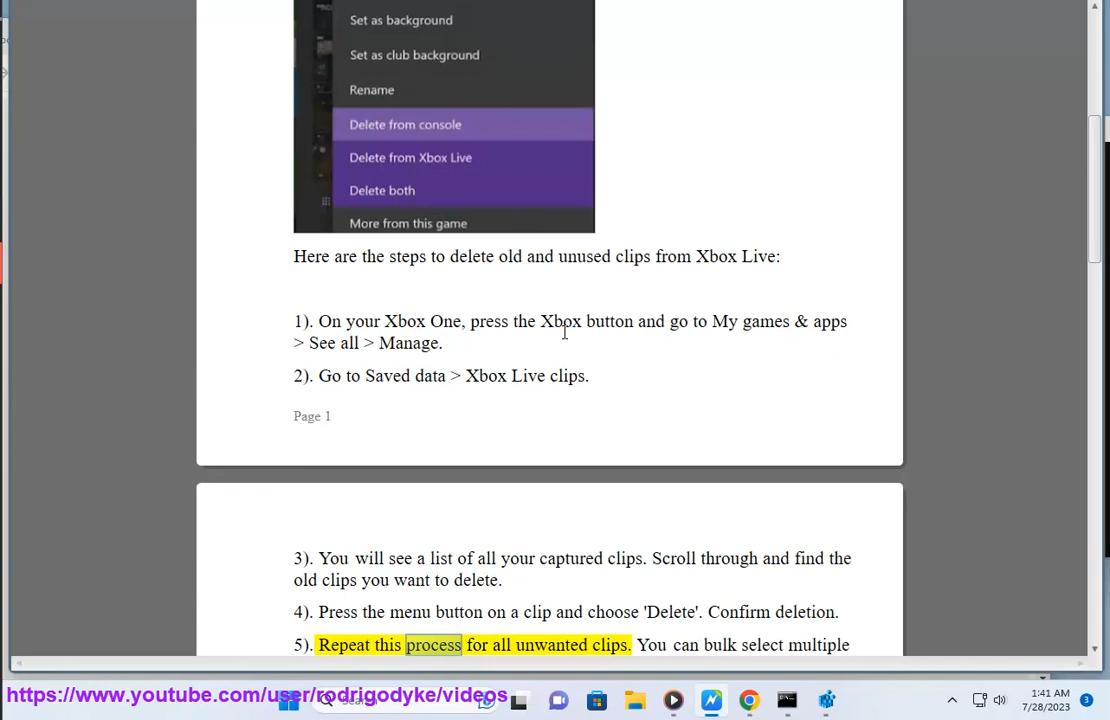 Set as background
Set as club background
Rename
Delete from console
Delete from Xbox Live
Delete both
More from this game
Here are the steps to delete old and unused clips from Xbox Live:
1). On your Xbox One, press the Xbox button and go to My games & apps
> See all > Manage.
2). Go to Saved data > Xbox Live clips.
Page 1
3). You will see a list of all your captured clips. Scroll through and find the
old clips you want to delete.
4). Press the menu button on a clip and choose 'Delete'. Confirm deletion.
5). Repeat this process for all unwanted clips. You can bulk select multiple
https://www.youtube.com/user/rodrigodyke/videos
1:41 AM
7/28/2023
3